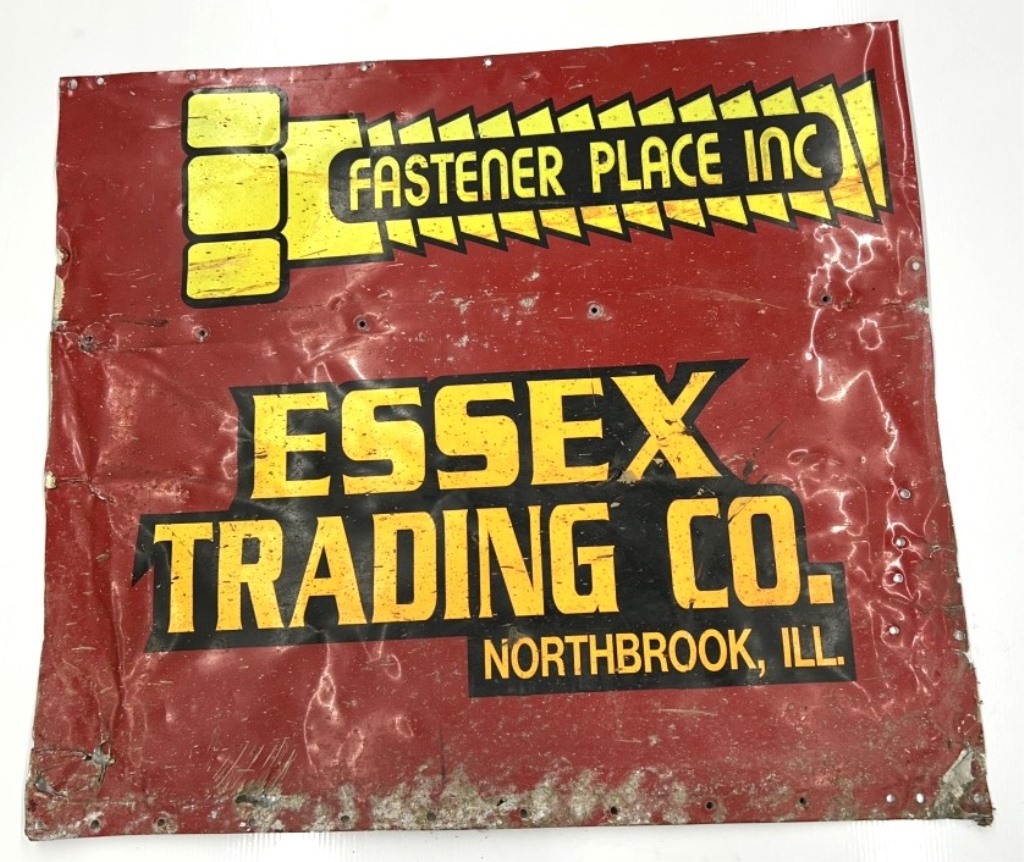 FASTENER PLACE INC
ESSEX
TRADING CO.
NORTHBROOK, ILL.